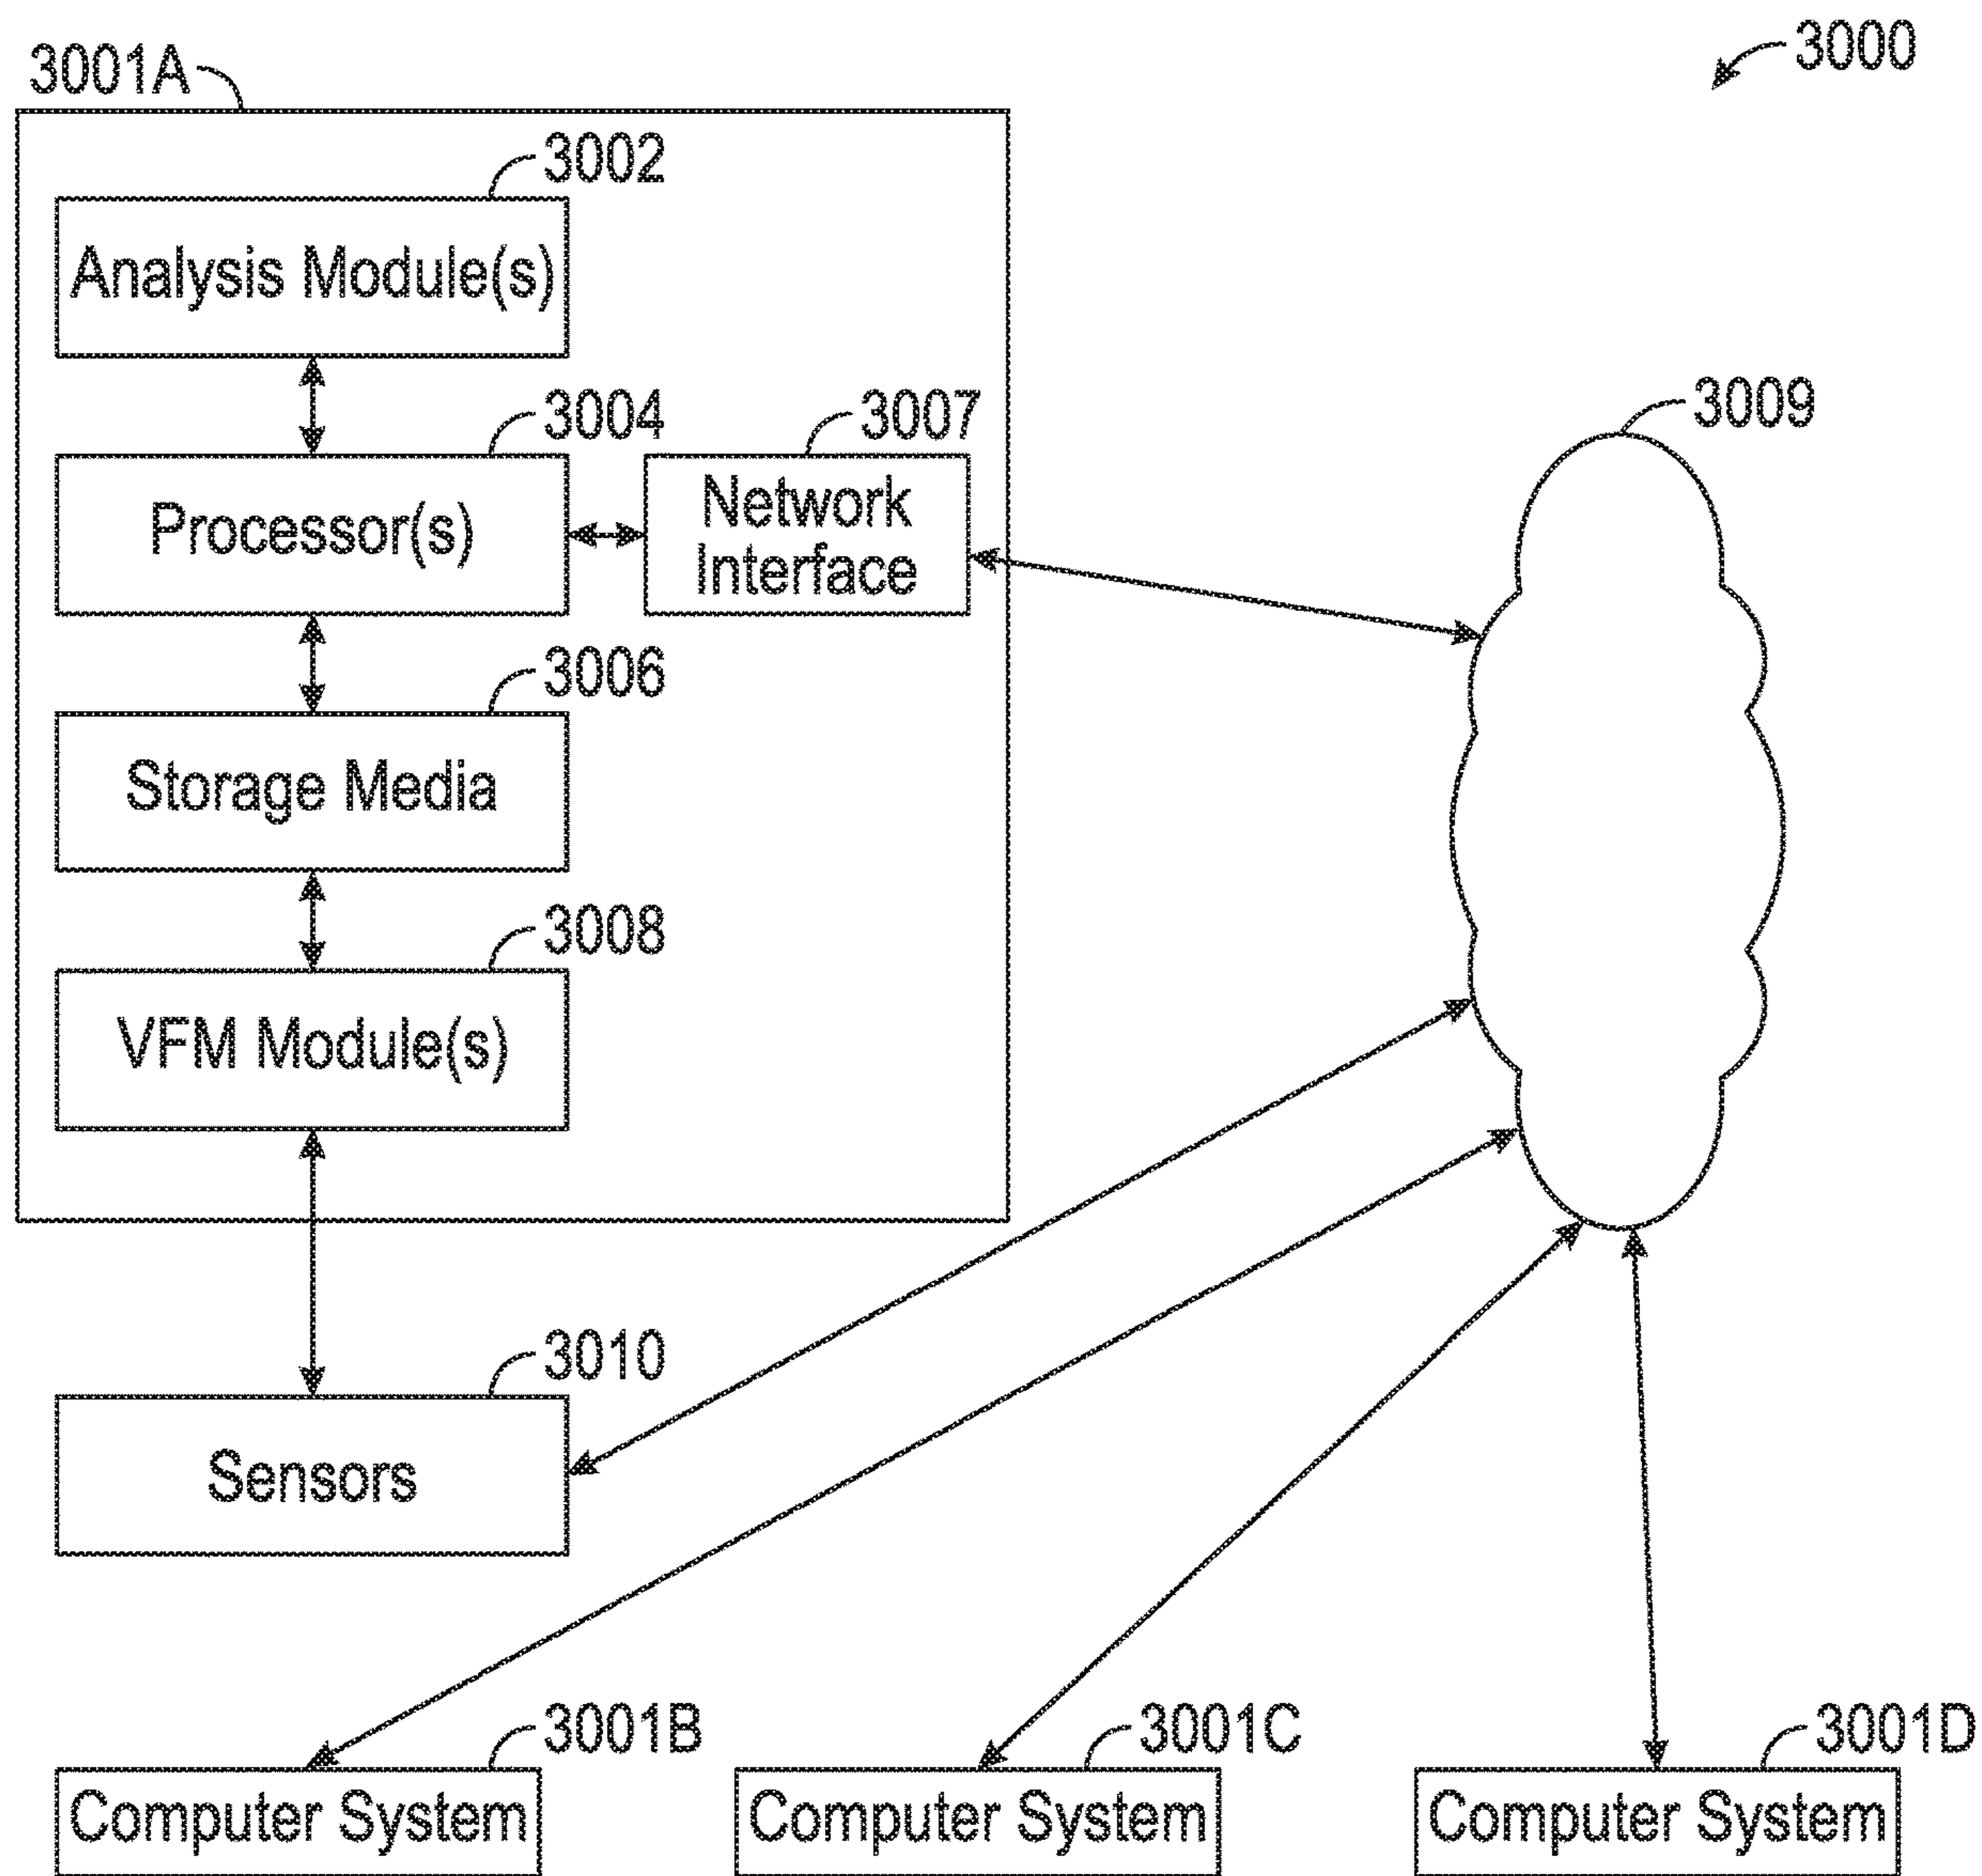 3000
3001A
3002
Analysis Module(s)
3004
3007
3009
Processor(s)
Network
Interface
3006
Storage Media
3008
VFM Module(s)
3010
Sensors
3001B
3001C
3001D
Computer System
Computer System
Computer System